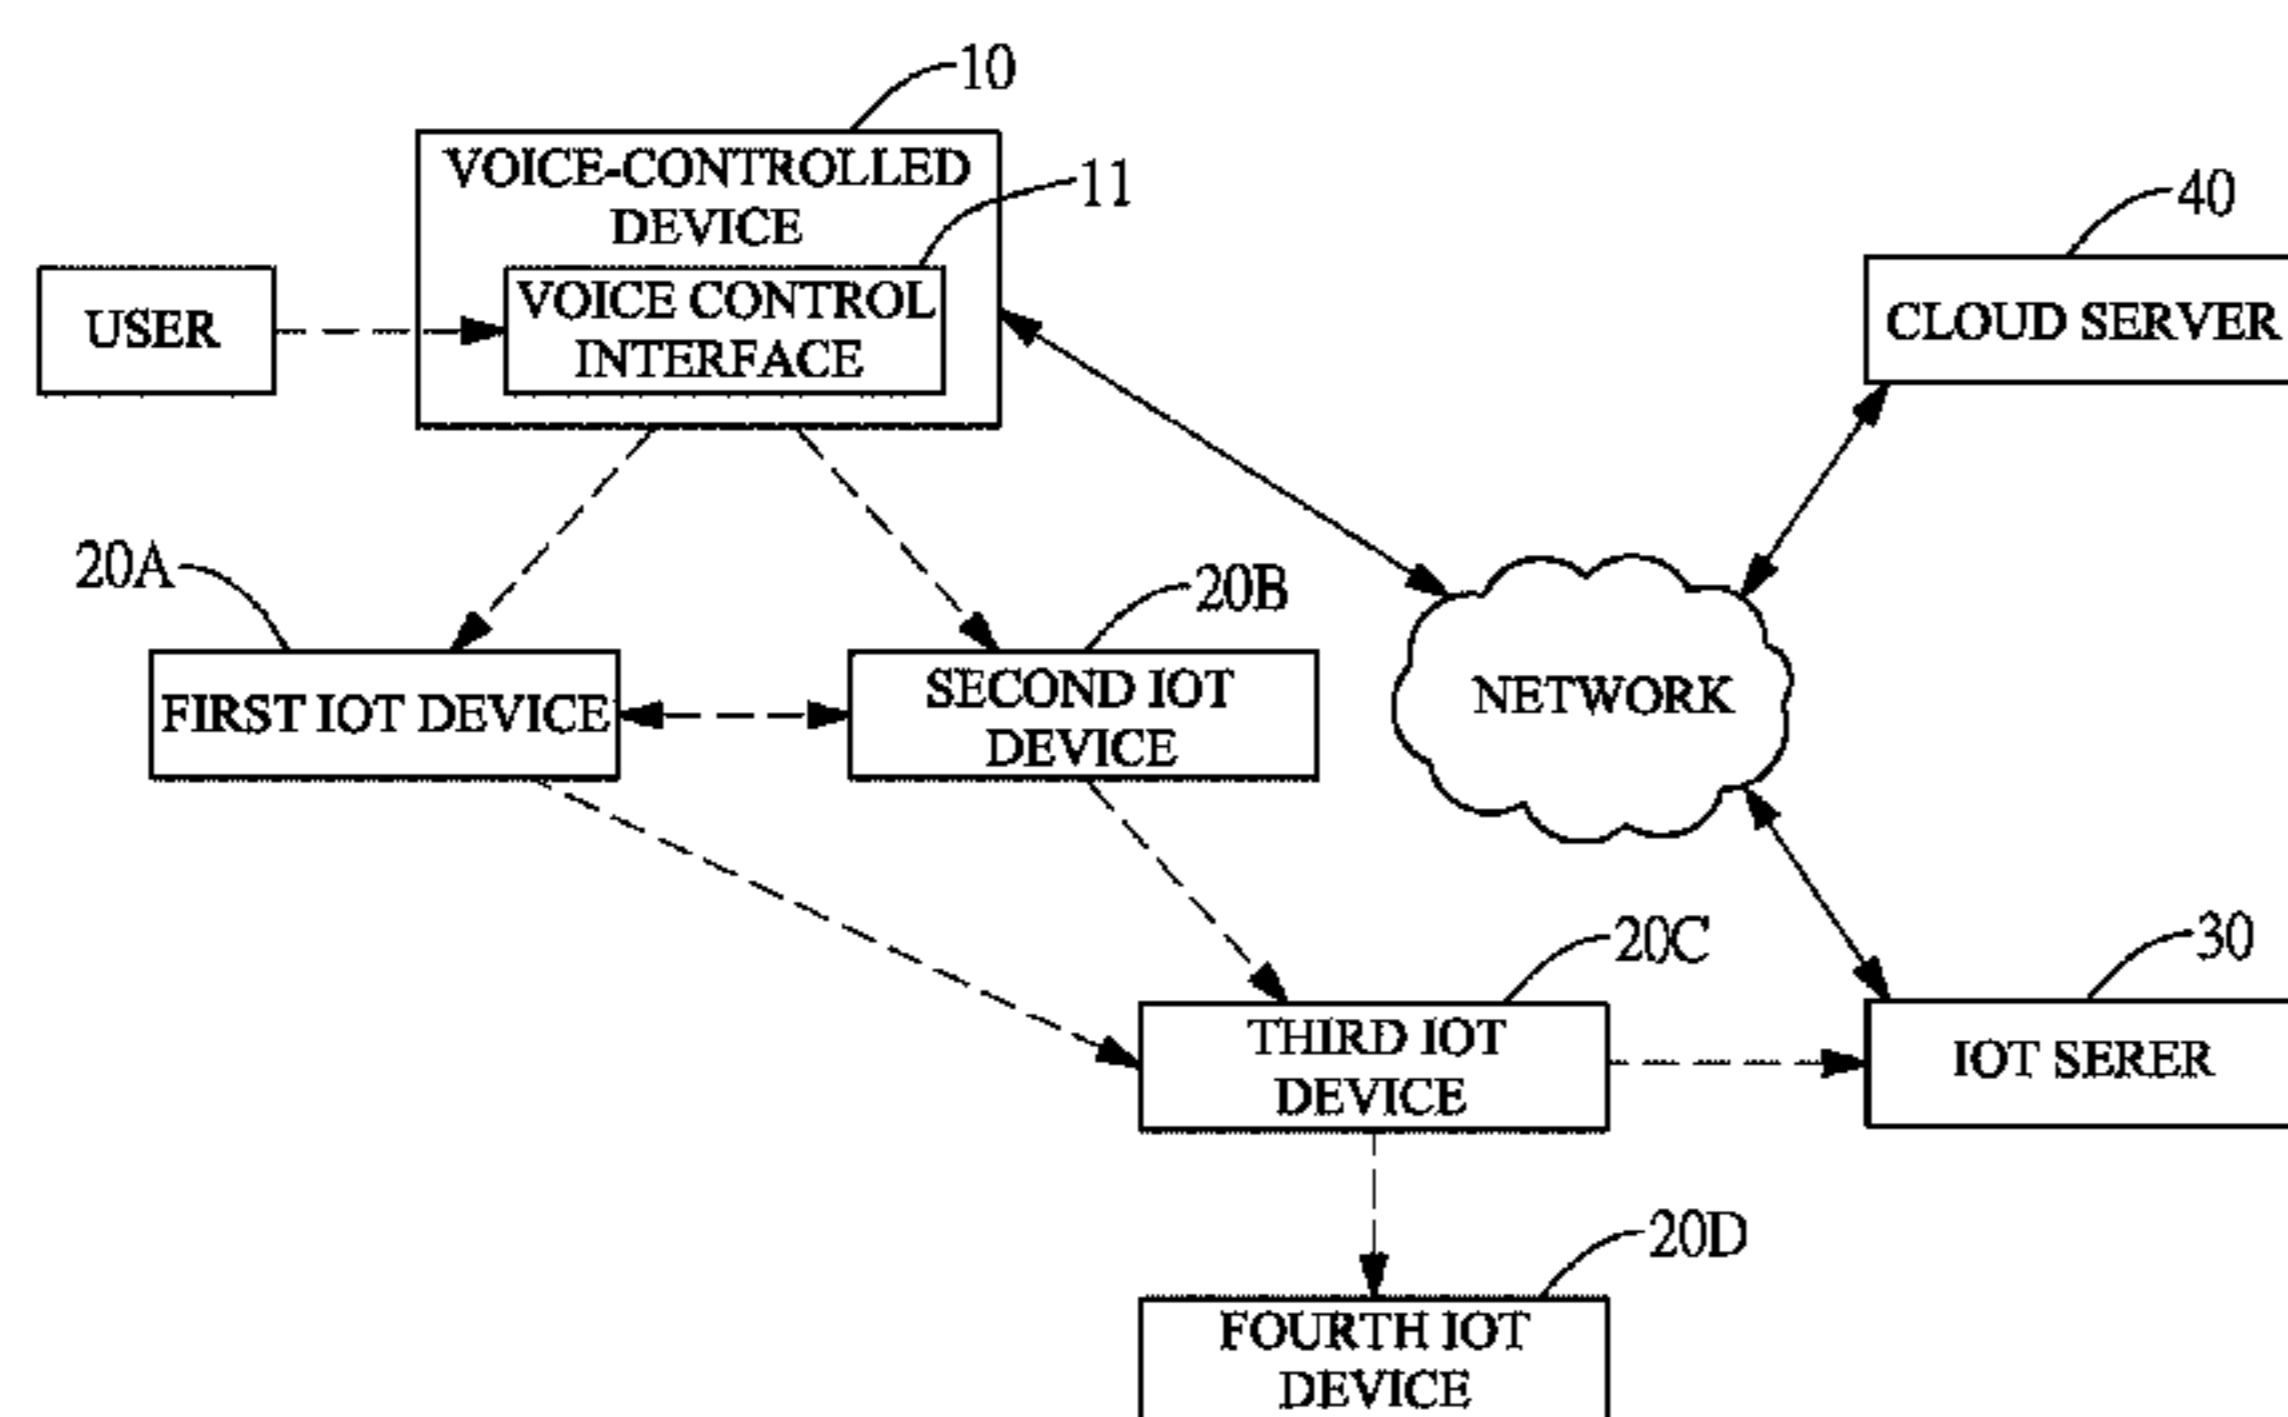 10
VOICE-CONTROLLED
DEVICE
11
VOICE CONTROL
INTERFACE
USER
40
CLOUD SERVER
20A
FIRST IOT DEVICE
20B
SECOND IOT
DEVICE
NETWORK
20C
THIRD IOT
DEVICE
30
IOT SERER
20D
FOURTH IOT
DEVICE